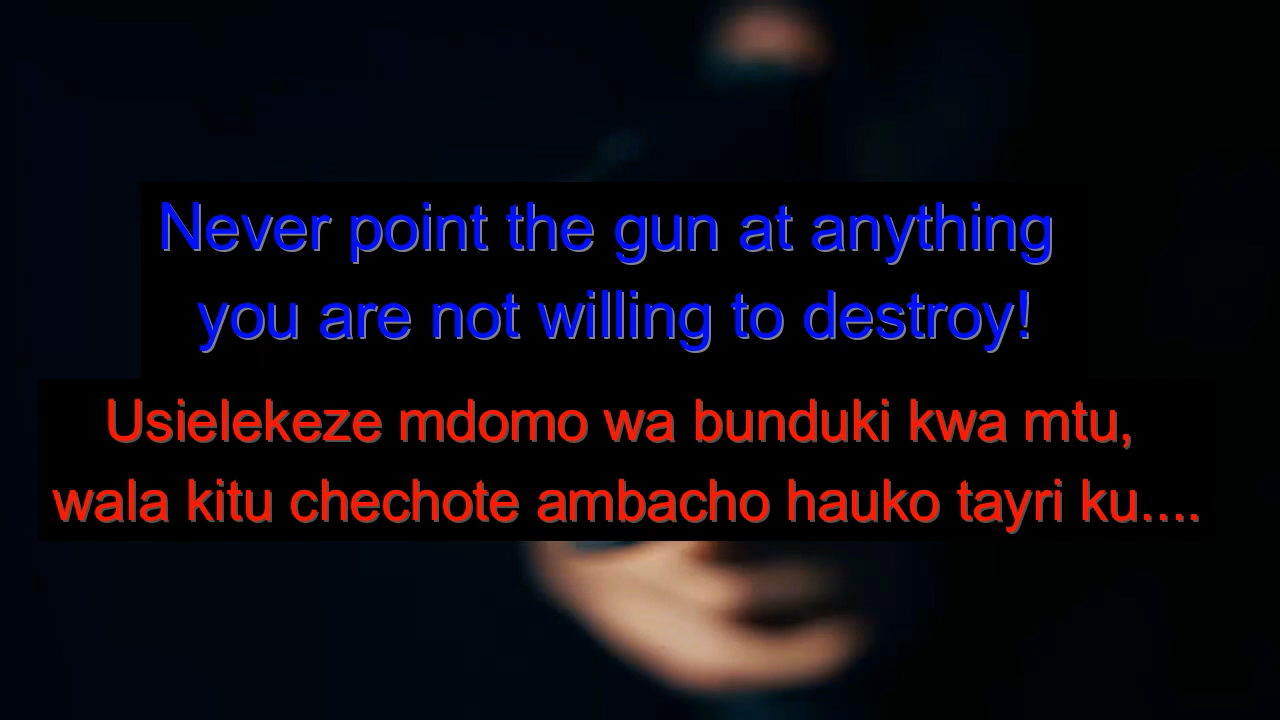 Never point the gun at anything
you are not willing to destroy!
Usielekeze mdomo wa bunduki kwa mtu,
wala kitu chechote ambacho hauko tayri ku....